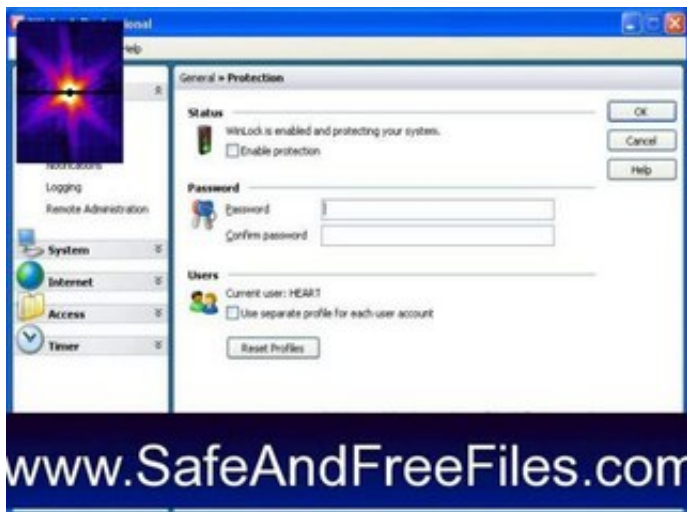 Help
General » Protection
Status
WinLock is enabled and protecting your system.
Enable protection
OK
Cancel
Help
Notifications
Logging
Remote Administration
Password
Password
Confirm password
System
Internet
Access
Timer
Users
Current user: HEART
Use separate profile for each user account
Reset Profiles
www.SafeAndFreeFiles.com